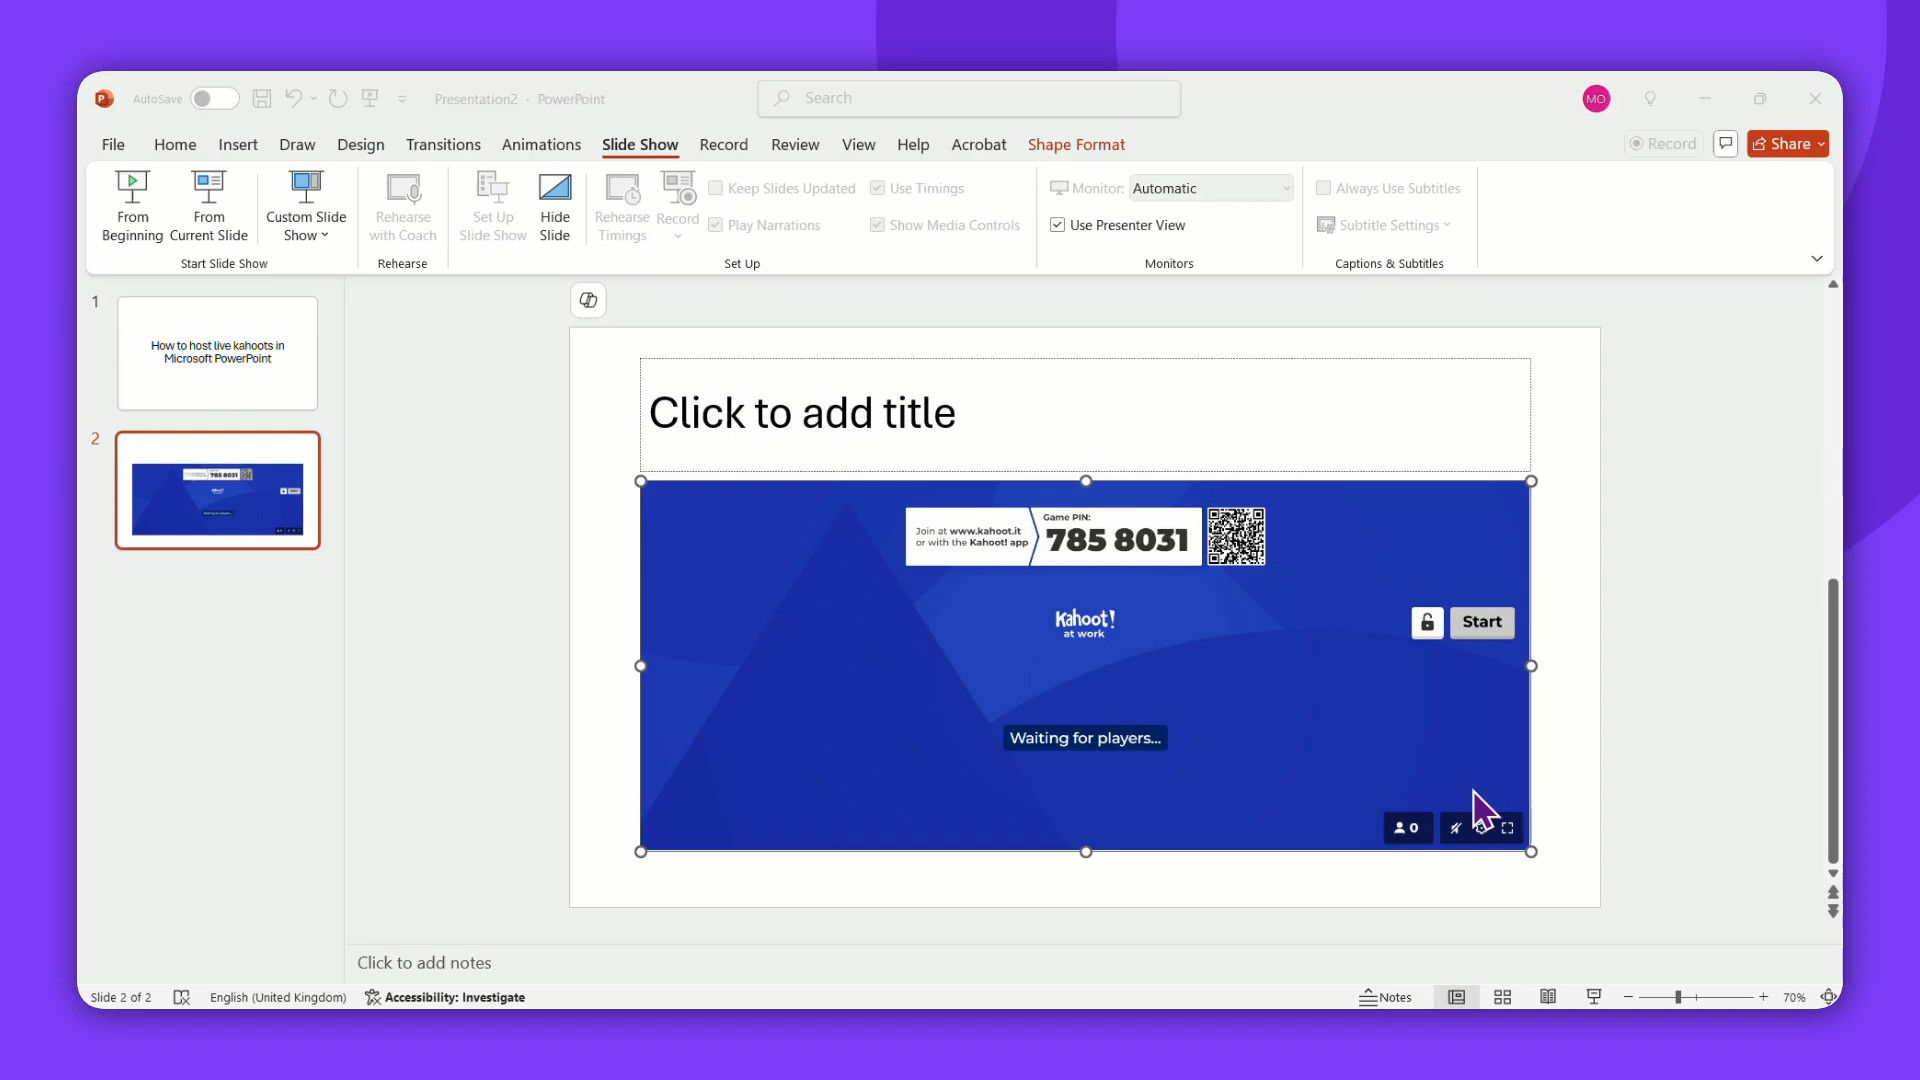 AutoSave
Presentation2 - PowerPoint
Search
MO
File
Home
Insert
Draw
Design
Transitions
Animations
Slide Show
Record
Review
View
Help
Acrobat
Shape Format
Record
Share
From
Beginning
From
Current Slide
Custom Slide
Show
Rehearse
with Coach
Set Up
Slide Show
Hide
Slide
Rehearse
Timings
Record
Keep Slides Updated
Play Narrations
Use Timings
Show Media Controls
Monitor:
Automatic
Use Presenter View
Always Use Subtitles
Subtitle Settings
Start Slide Show
Rehearse
Set Up
Monitors
Captions & Subtitles
1
How to host live kahoots in
Microsoft PowerPoint
2
785 8031
Click to add title
Join at www.kahoot.it
or with the Kahoot! app
Game PIN:
785 8031
Kahoot!
at work
Start
Waiting for players...
0
Click to add notes
Slide 2 of 2
English (United Kingdom)
Accessibility: Investigate
Notes
70%